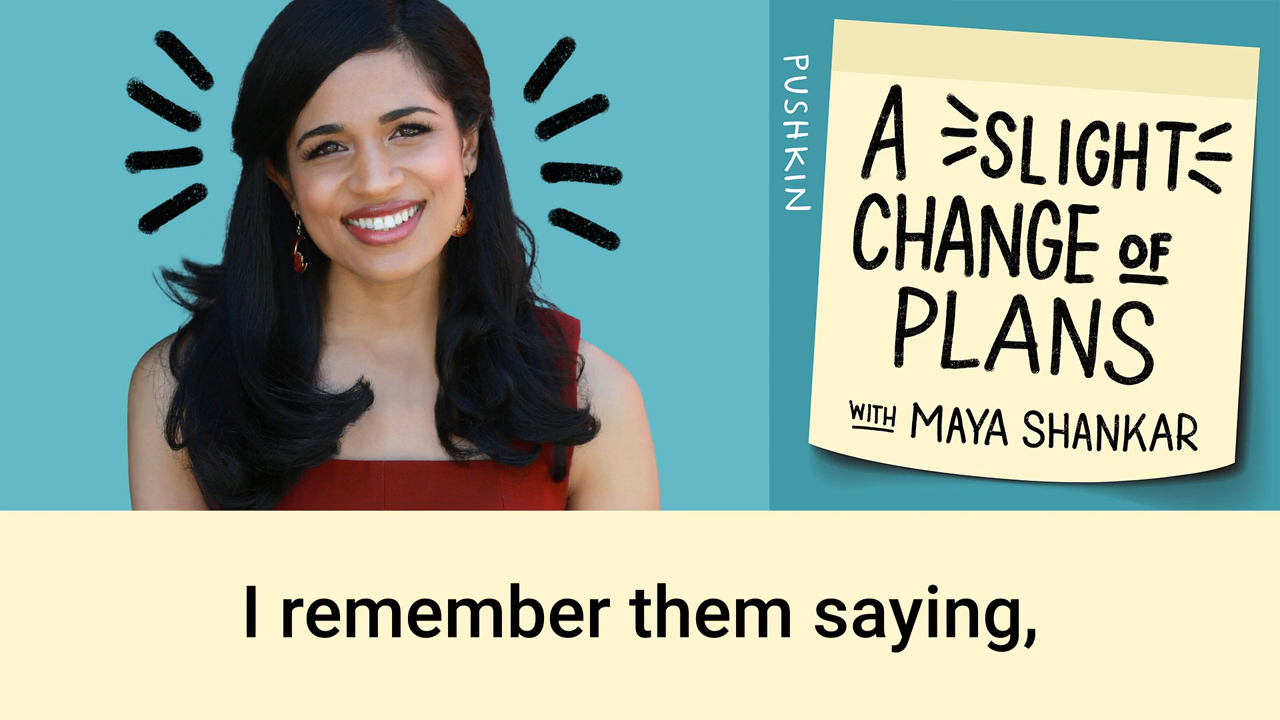 PUSHKIN
A SLIGHT
CHANGE OF
PLANS
WITH MAYA SHANKAR
I remember them saying,